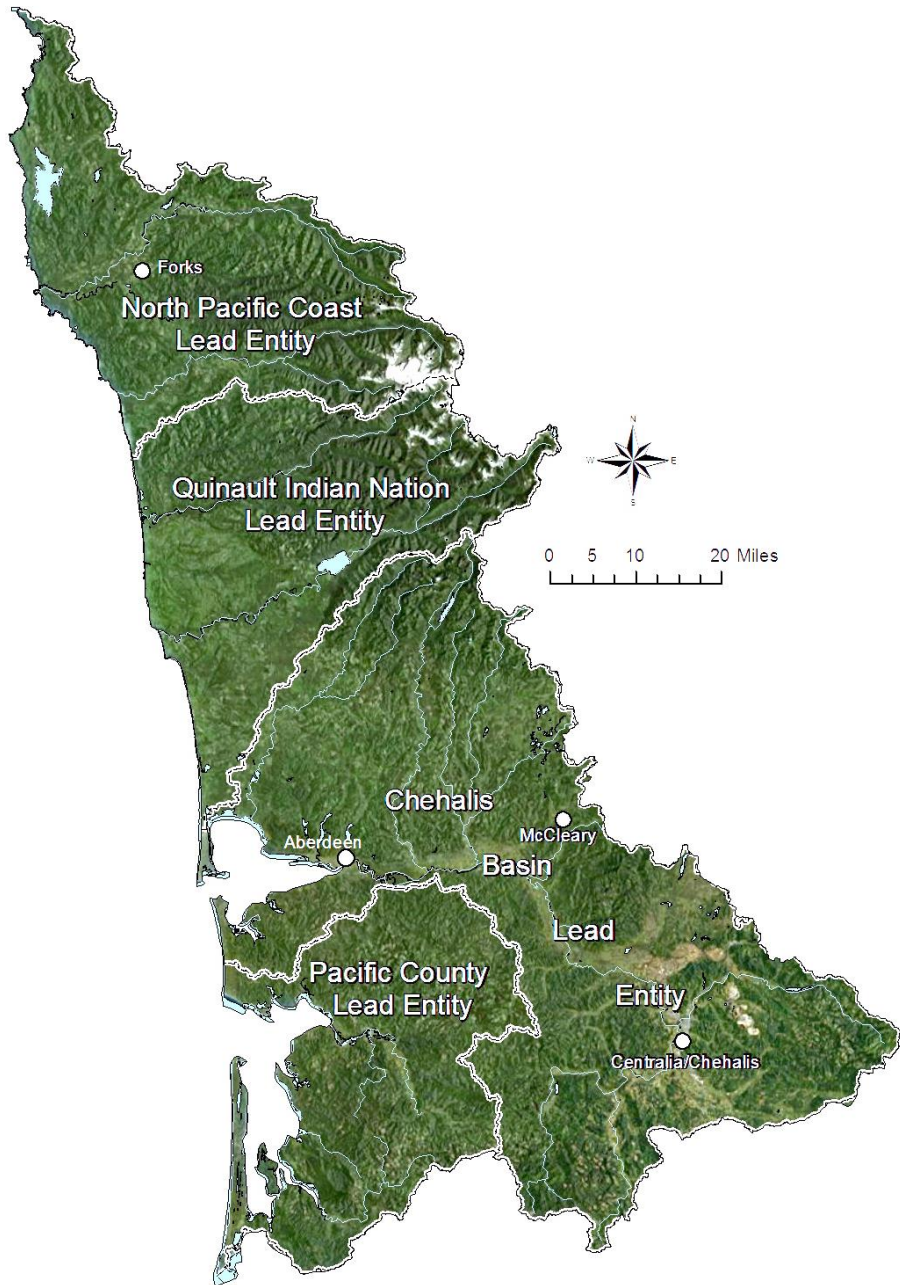 Forks
North Pacific Coast
Lead Entity
N
W E
S
Quinault Indian Nation
Lead Entity
0 5 10 20 Miles
Chehalis
McCleary
Aberdeen
Basin
Lead
Pacific County
Lead Entity
Entity
Centralia/Chehalis